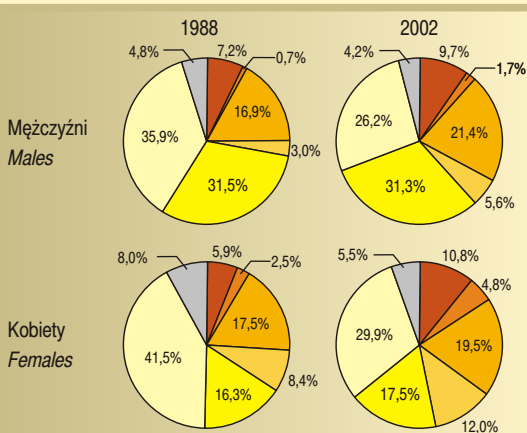 1988 2002
4,8% 7,2% 0,7% 16,9% 3,0% 31,5% 35,9%
4,2% 9,7% 1,7% 21,4% 5,6% 31,3% 26,2%
Mężczyźni
Males
8,0% 5,9% 2,5% 17,5% 8,4% 16,3% 41,5%
5,5% 10,8% 4,8% 19,5% 12,0% 17,5% 29,9%
Kobiety
Females